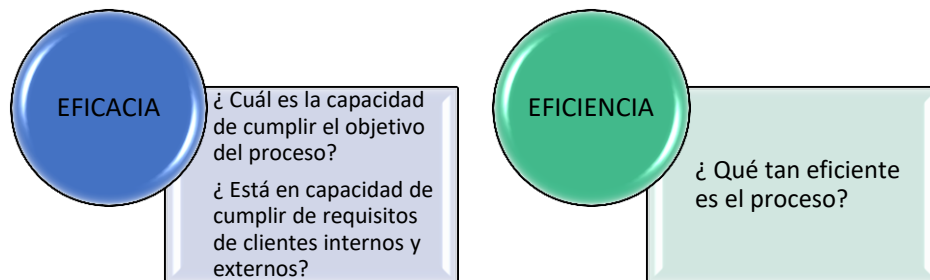 EFICACIA
¿ Cuál es la capacidad
de cumplir el objetivo
del proceso?
¿ Está en capacidad de
cumplir de requisitos
de clientes internos y
externos?
EFICIENCIA
¿ Qué tan eficiente
es el proceso?